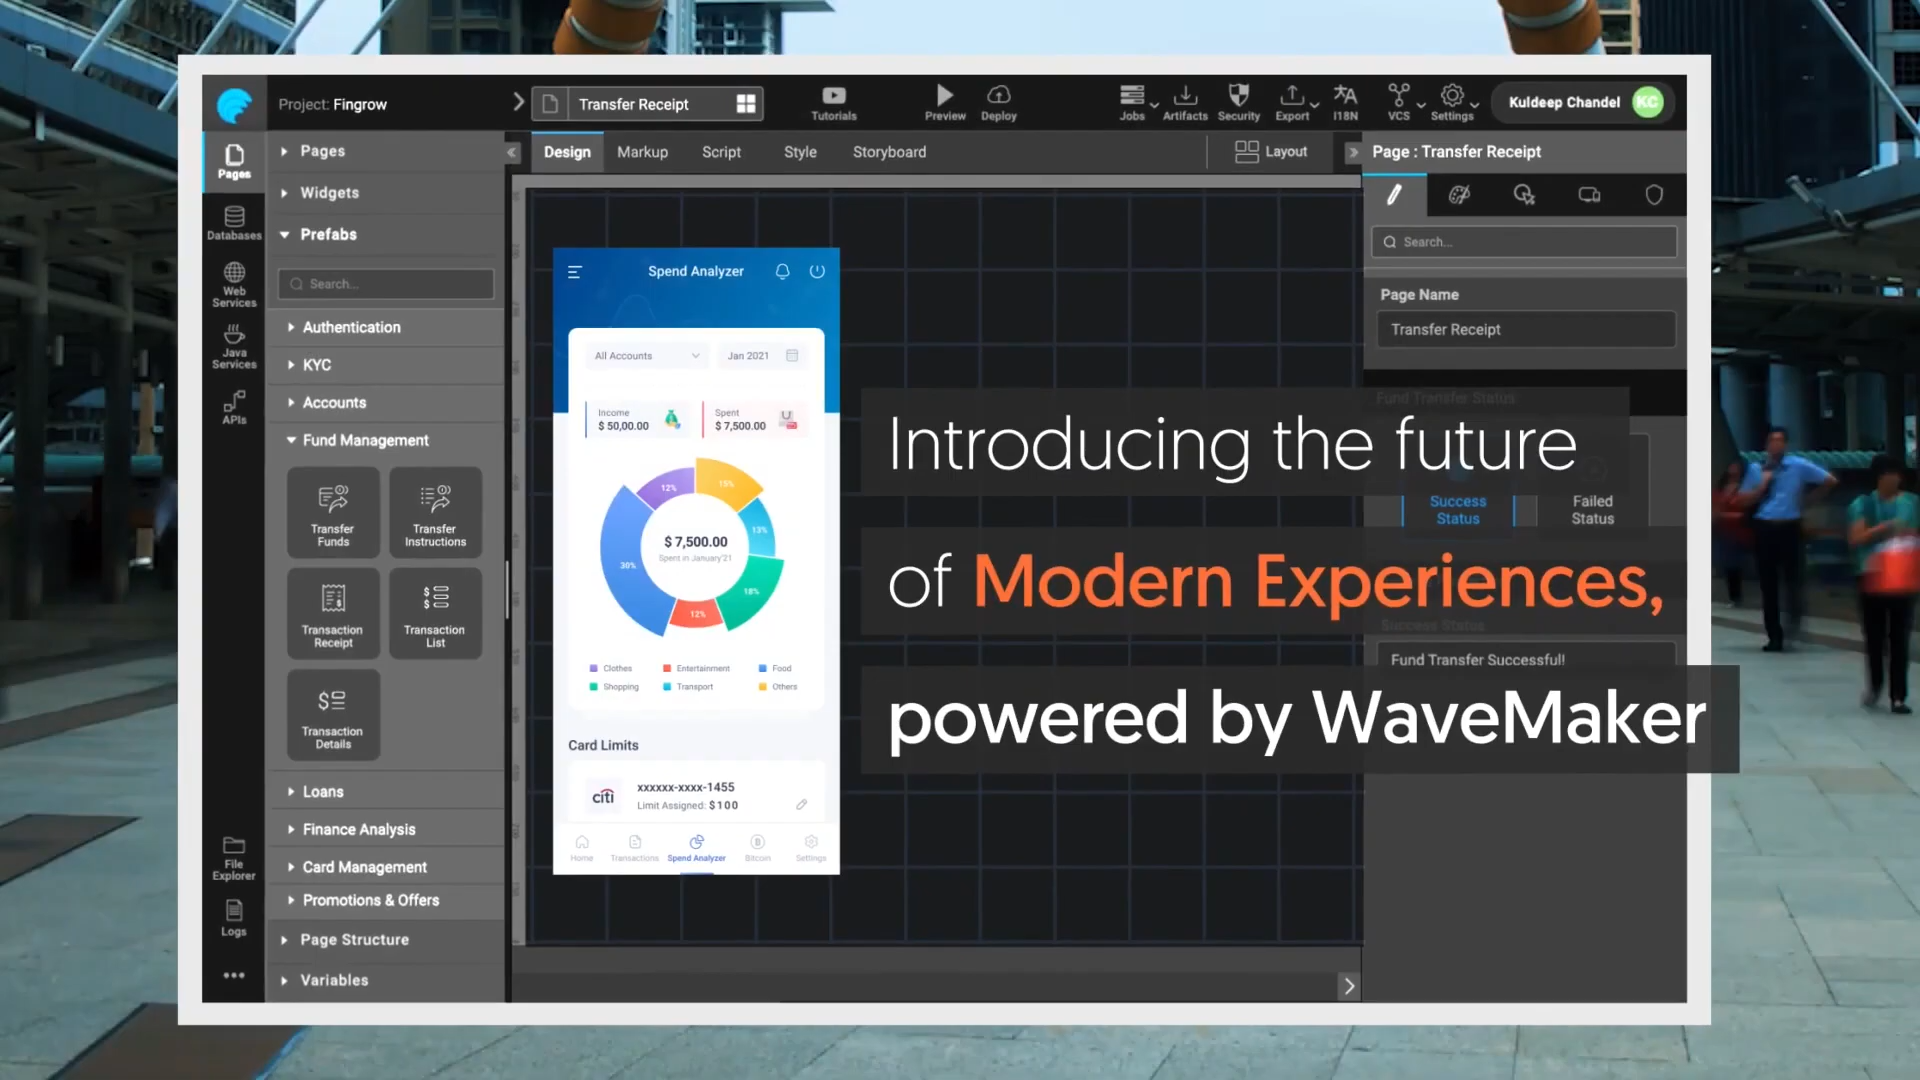 Project: Fingrow
Transfer Receipt
Tutorials
Preview
Deploy
Jobs
Artifacts
Security
Export
I18N
VCS
Settings
Kuldeep Chandel
KC
Pages
Databases
Web
Services
Java
Services
APIs
File
Explorer
Logs
Pages
Widgets
Prefabs
Search...
Authentication
KYC
Accounts
Fund Management
Transfer
Funds
Transfer
Instructions
Transaction
Receipt
Transaction
List
Transaction
Details
Loans
Finance Analysis
Card Management
Promotions & Offers
Page Structure
Variables
Design
Markup
Script
Style
Storyboard
Layout
Spend Analyzer
All Accounts
Jan 2021
Income
$ 50,00.00
Spent
$ 7,500.00
12%
15%
13%
18%
12%
30%
$ 7,500.00
Spent in January'21
Clothes
Entertainment
Food
Shopping
Transport
Others
Card Limits
citi
xxxxxx-xxxx-1455
Limit Assigned: $100
Home
Transactions
Spend Analyzer
Bitcoin
Settings
Introducing the future
of Modern Experiences,
powered by WaveMaker
Page : Transfer Receipt
Search...
Page Name
Transfer Receipt
Fund Transfer Status
Success
Status
Failed
Status
Success Status
Fund Transfer Successful!